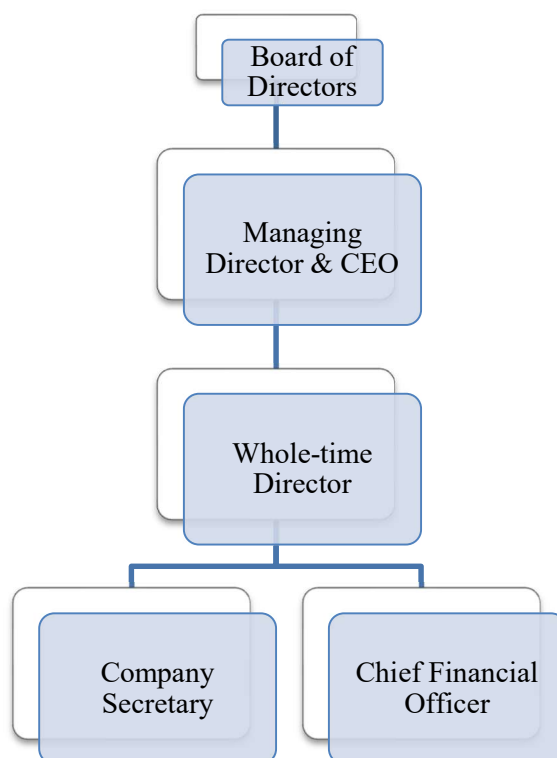 Board of
Directors
Managing
Director & CEO
Whole-time
Director
Company
Secretary
Chief Financial
Officer